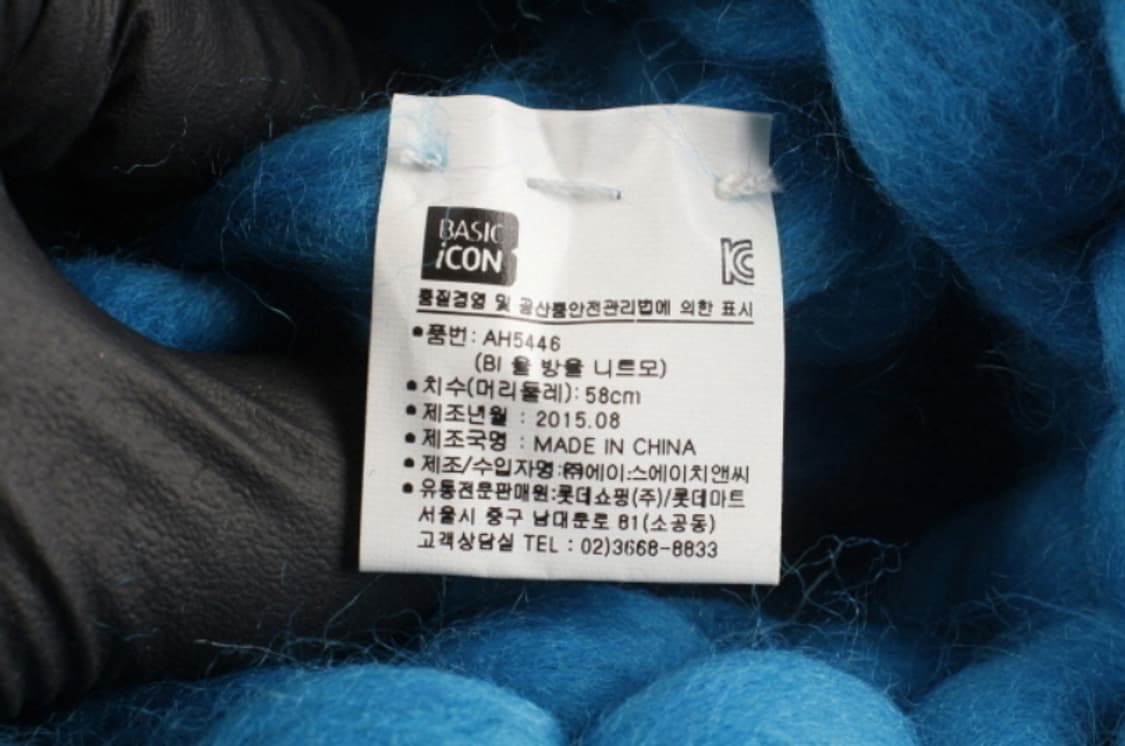 BASIC
iCON
품질경영 및 공산품안전관리법에 의한 표시
• 품번: AH5446
(BI 울 방울 니트모)
• 치수(머리둘레): 58cm
• 제조년월 : 2015.08
• 제조국명 : MADE IN CHINA
• 제조/수입자명:㈜에이스에이치앤씨
• 유통전문판매원:롯데쇼핑(주)/롯데마트
서울시 중구 남대문로 81(소공동)
고객상담실 TEL : 02)3668-8833